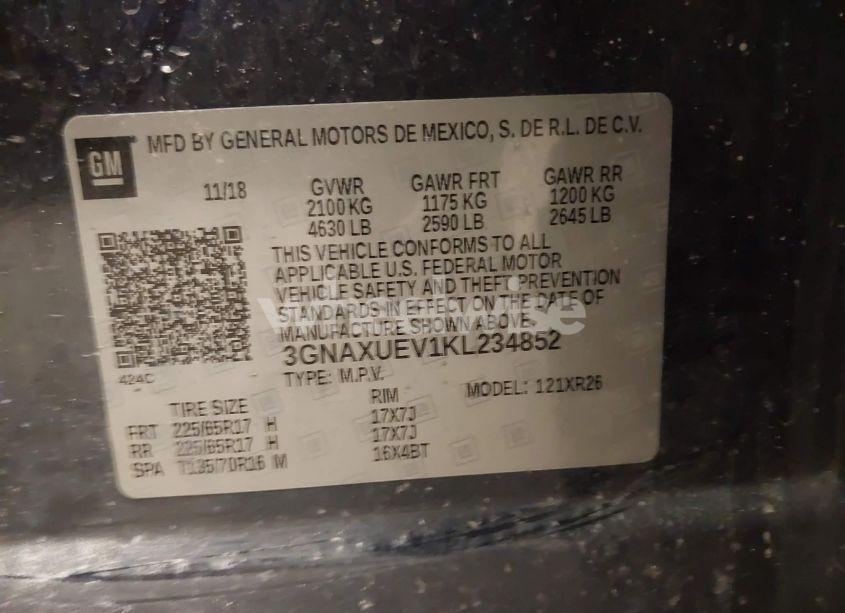 GM
MFD BY GENERAL MOTORS DE MEXICO, S. DE R.L. DE C.V.
11/18 GVWR GAWR FRT GAWR RR
2100 KG 1175 KG 1200 KG
4630 LB 2590 LB 2645 LB
THIS VEHICLE CONFORMS TO ALL
APPLICABLE U.S. FEDERAL MOTOR
VEHICLE SAFETY AND THEFT PREVENTION
STANDARDS IN EFFECT ON THE DATE OF
MANUFACTURE SHOWN ABOVE.
3GNAXUEV1KL234852
424C
TYPE: M.P.V. MODEL: 121XR26
TIRE SIZE RIM
FRT 225/65R17 H 17X7J
RR 225/65R17 H 17X7J
SPA T135/70R16 M 16X4BT